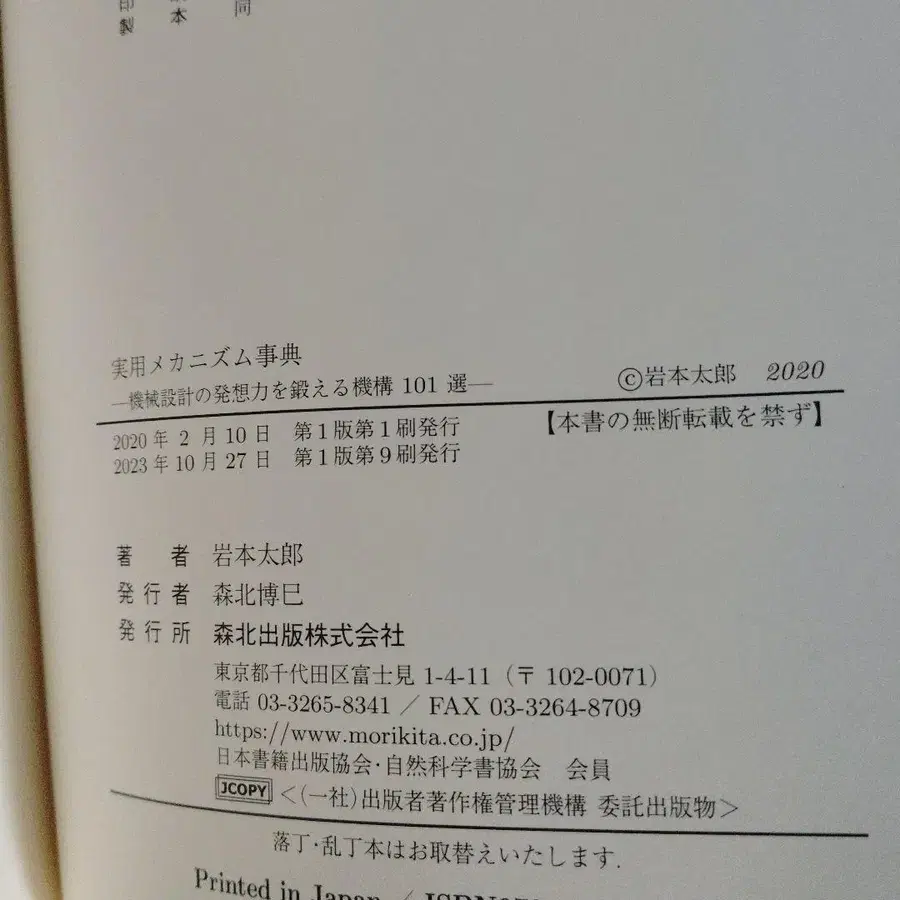 印
製 本 同
実用メカニズム事典
―機械設計の発想力を鍛える機構 101 選―
©岩本太郎 2020
2020 年 2 月 10 日 第1版第1刷発行
【本書の無断転載を禁ず】
2023 年 10 月 27 日 第1版第9刷発行
著 者 岩本太郎
発行者 森北博巳
発行所 森北出版株式会社
東京都千代田区富士見 1-4-11（〒 102-0071）
電話 03-3265-8341 / FAX 03-3264-8709
https://www.morikita.co.jp/
日本書籍出版協会・自然科学書協会 会員
JCOPY <(一社)出版者著作権管理機構 委託出版物>
落丁・乱丁本はお取替えいたします.
Printed in Japan /